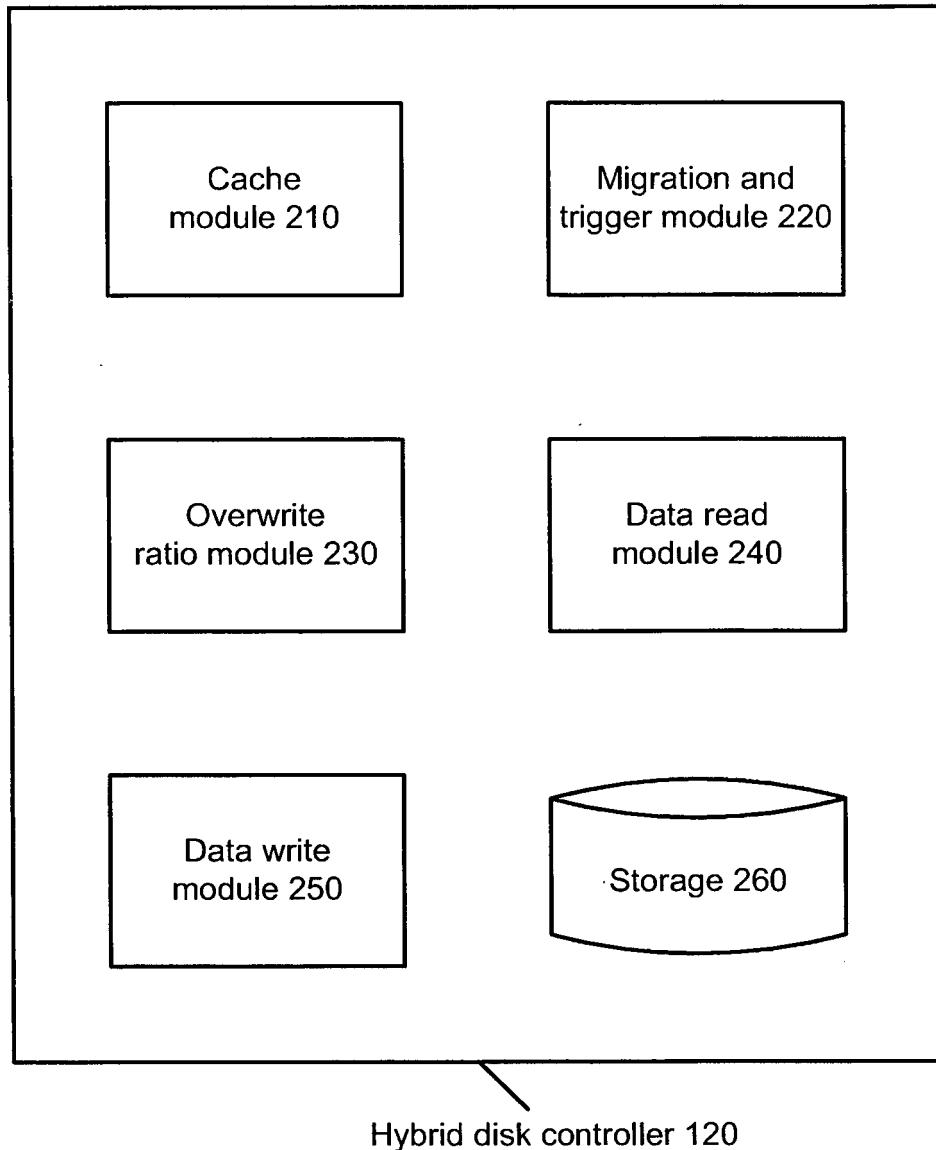 Cache
module 210
Migration and
trigger module 220
Overwrite
ratio module 230
Data read
module 240
Data write
module 250
Storage 260
Hybrid disk controller 120